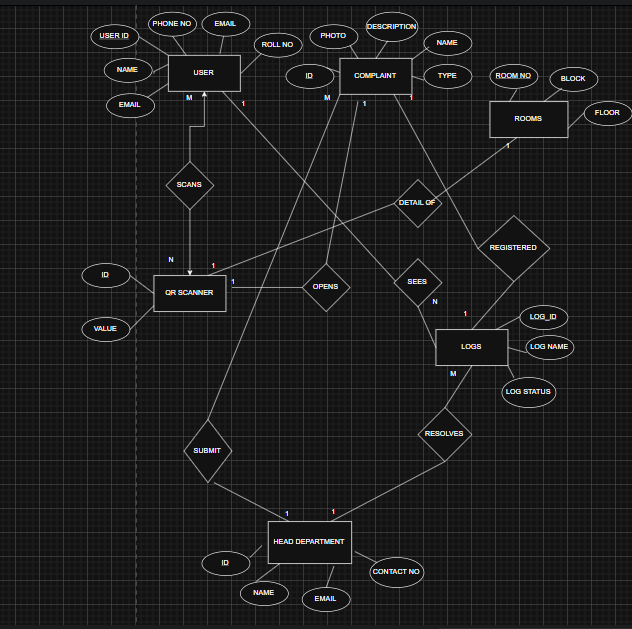 PHONE NO
EMAIL
USER ID
ROLL NO
NAME
USER
EMAIL
M
1
DESCRIPTION
PHOTO
NAME
ID
COMPLAINT
TYPE
M
1
1
ROOM NO
BLOCK
FLOOR
ROOMS
1
SCANS
DETAIL OF
REGISTERED
N
1
ID
QR SCANNER
1
VALUE
OPENS
SEES
N
1
LOG_ID
LOGS
LOG NAME
M
LOG STATUS
RESOLVES
SUBMIT
1
1
HEAD DEPARTMENT
ID
NAME
EMAIL
CONTACT NO